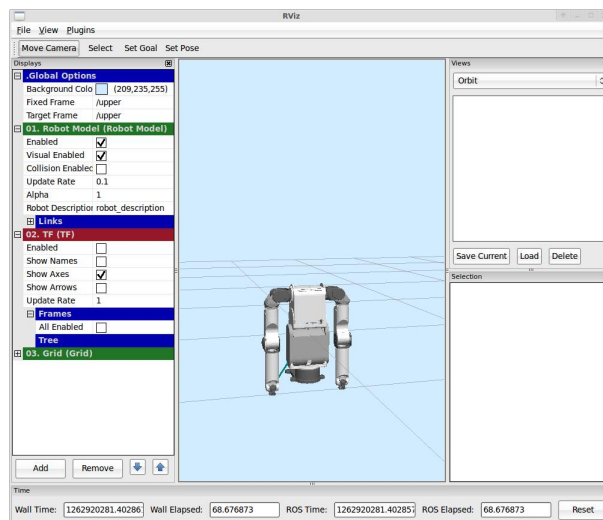 RViz
File View Plugins
Move Camera Select Set Goal Set Pose
Displays
.Global Options
Background Colo (209,235,255)
Fixed Frame /upper
Target Frame /upper
01. Robot Model (Robot Model)
Enabled
Visual Enabled
Collision Enabled
Update Rate 0.1
Alpha 1
Robot Description robot_description
Links
02. TF (TF)
Enabled
Show Names
Show Axes
Show Arrows
Update Rate 1
Frames
All Enabled
Tree
03. Grid (Grid)
Add Remove
Views
Orbit
Save Current Load Delete
Selection
Time
Wall Time: 1262920281.40286 Wall Elapsed: 68.676873 ROS Time: 1262920281.402857 ROS Elapsed: 68.676873 Reset